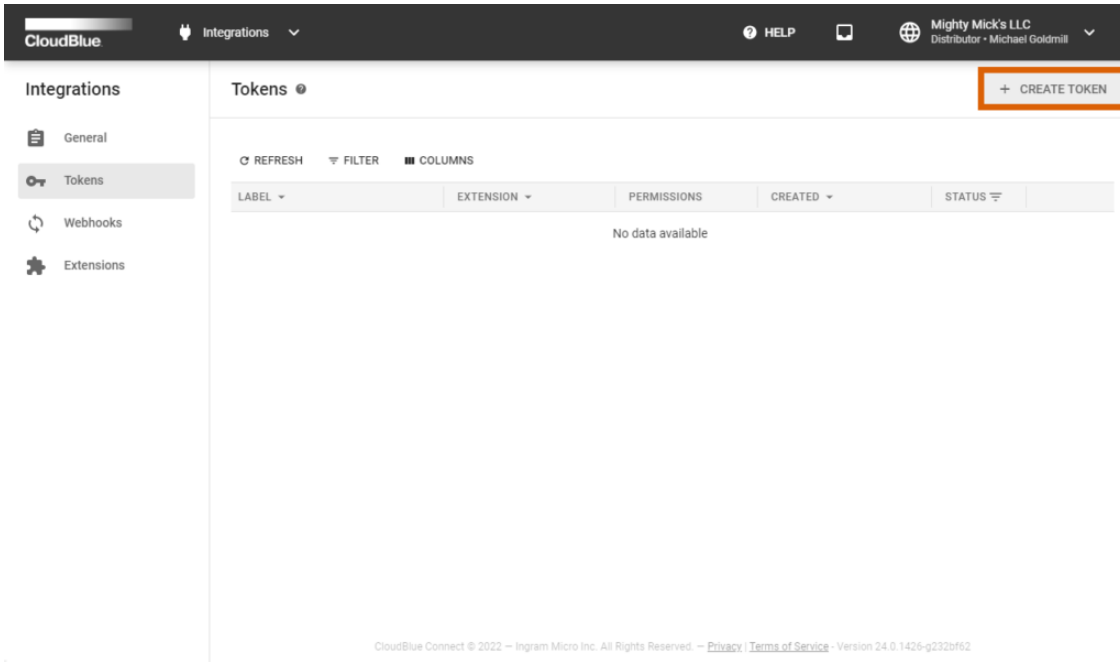 CloudBlue
Integrations
HELP
Mighty Mick's LLC
Distributor • Michael Goldmill
Integrations
General
Tokens
Webhooks
Extensions
Tokens
+ CREATE TOKEN
REFRESH FILTER COLUMNS
LABEL EXTENSION PERMISSIONS CREATED STATUS
No data available
CloudBlue Connect © 2022 — Ingram Micro Inc. All Rights Reserved. — Privacy | Terms of Service - Version 24.0.1426-g232bf62